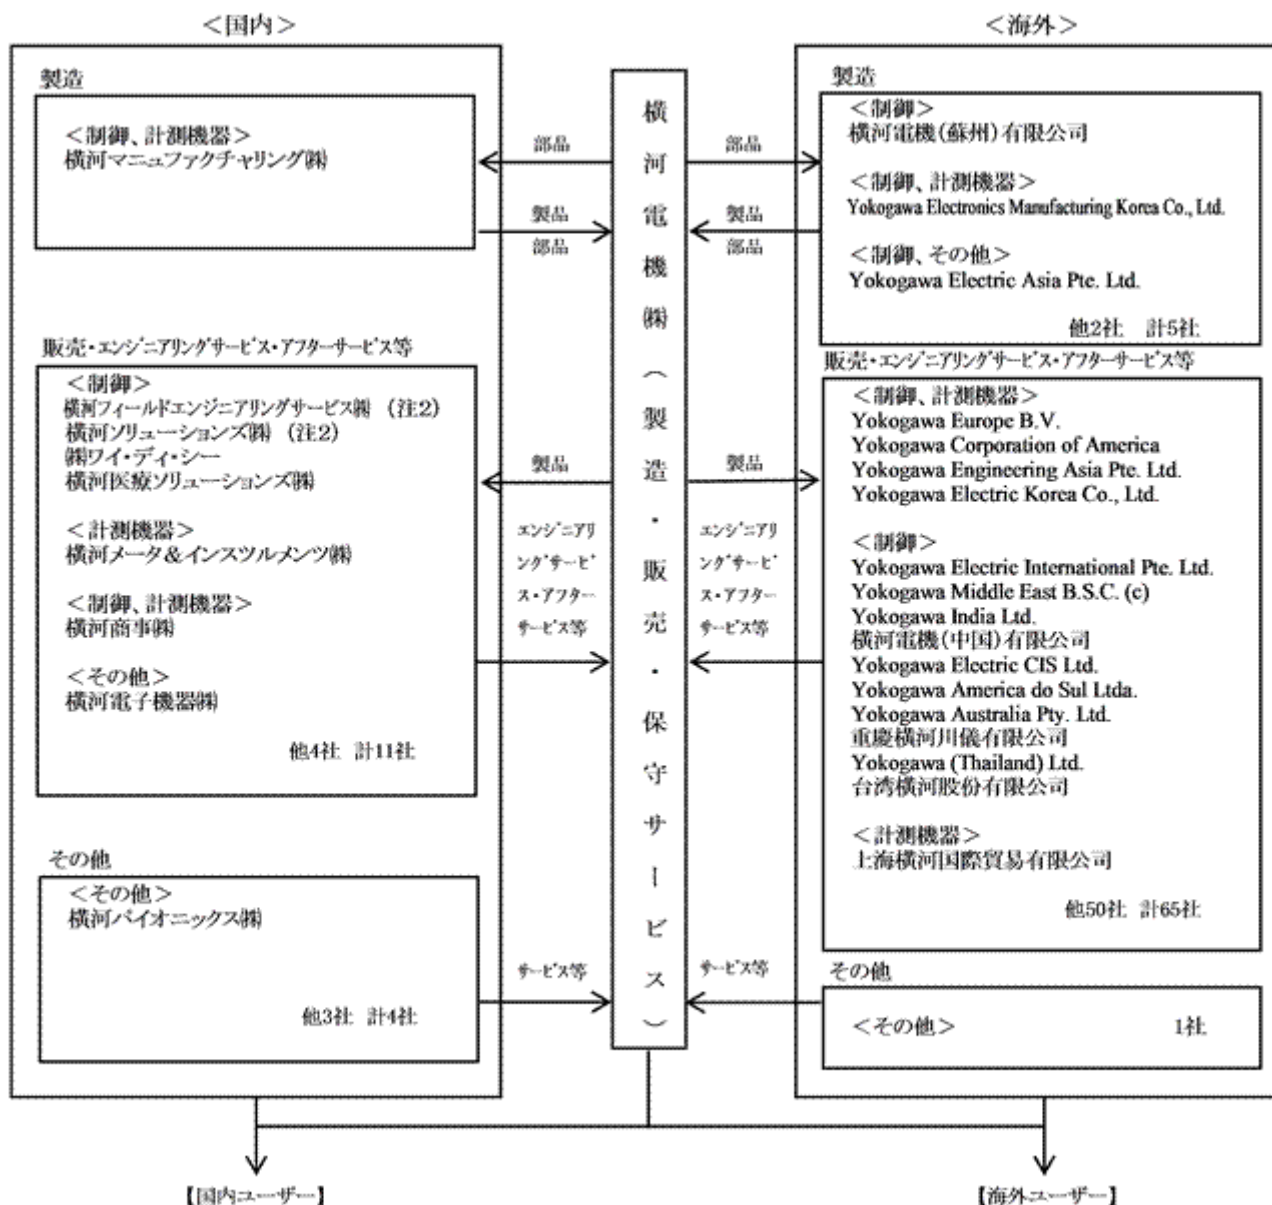 ＜国内＞
製造
＜制御、計測機器＞
横河マニュファクチャリング㈱
販売・エンジニアリングサービス・アフターサービス等
＜制御＞
横河フィールドエンジニアリングサービス㈱ （注2）
横河ソリューションズ㈱ （注2）
㈱ワイ・ディ・シー
横河医療ソリューションズ㈱
＜計測機器＞
横河メータ＆インスツルメンツ㈱
＜制御、計測機器＞
横河商事㈱
＜その他＞
横河電子機器㈱
他4社 計11社
その他
＜その他＞
横河パイオニックス㈱
他3社 計4社
部品
製品
部品
製品
エンジニアリ
ングサービ
ス・アフター
サービス等
サービス等
横河電機㈱（製造・販売・保守サービス）
部品
製品
部品
製品
エンジニアリ
ングサービ
ス・アフター
サービス等
サービス等
＜海外＞
製造
＜制御＞
横河電機（蘇州）有限公司
＜制御、計測機器＞
Yokogawa Electronics Manufacturing Korea Co., Ltd.
＜制御、その他＞
Yokogawa Electric Asia Pte. Ltd.
他2社 計5社
販売・エンジニアリングサービス・アフターサービス等
＜制御、計測機器＞
Yokogawa Europe B.V.
Yokogawa Corporation of America
Yokogawa Engineering Asia Pte. Ltd.
Yokogawa Electric Korea Co., Ltd.
＜制御＞
Yokogawa Electric International Pte. Ltd.
Yokogawa Middle East B.S.C. (c)
Yokogawa India Ltd.
横河電機（中国）有限公司
Yokogawa Electric CIS Ltd.
Yokogawa America do Sul Ltda.
Yokogawa Australia Pty. Ltd.
重慶横河川儀有限公司
Yokogawa (Thailand) Ltd.
台湾横河股份有限公司
＜計測機器＞
上海横河国際貿易有限公司
他50社 計65社
その他
＜その他＞ 1社
【国内ユーザー】
【海外ユーザー】